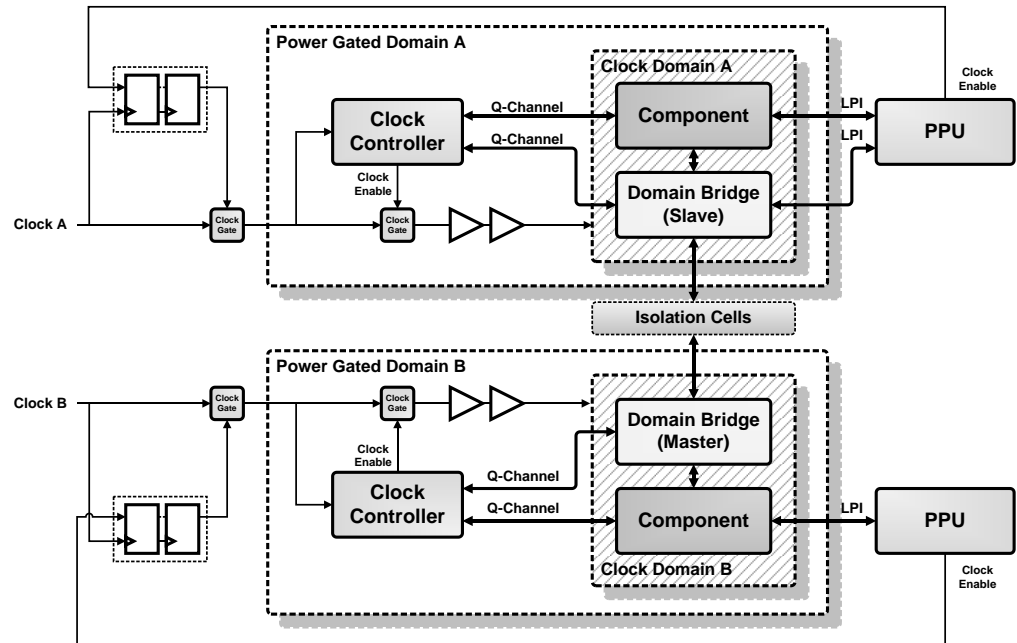 Power Gated Domain A
Clock Domain A
Clock
Enable
Q-Channel
Component
LPI
Clock
Controller
PPU
Q-Channel
LPI
Clock
Enable
Domain Bridge
(Slave)
Clock A
Clock
Gate
Clock
Gate
Isolation Cells
Power Gated Domain B
Clock B
Clock
Gate
Clock
Gate
Domain Bridge
(Master)
Clock
Enable
Q-Channel
Clock
Controller
Q-Channel
Component
LPI
PPU
Clock Domain B
Clock
Enable